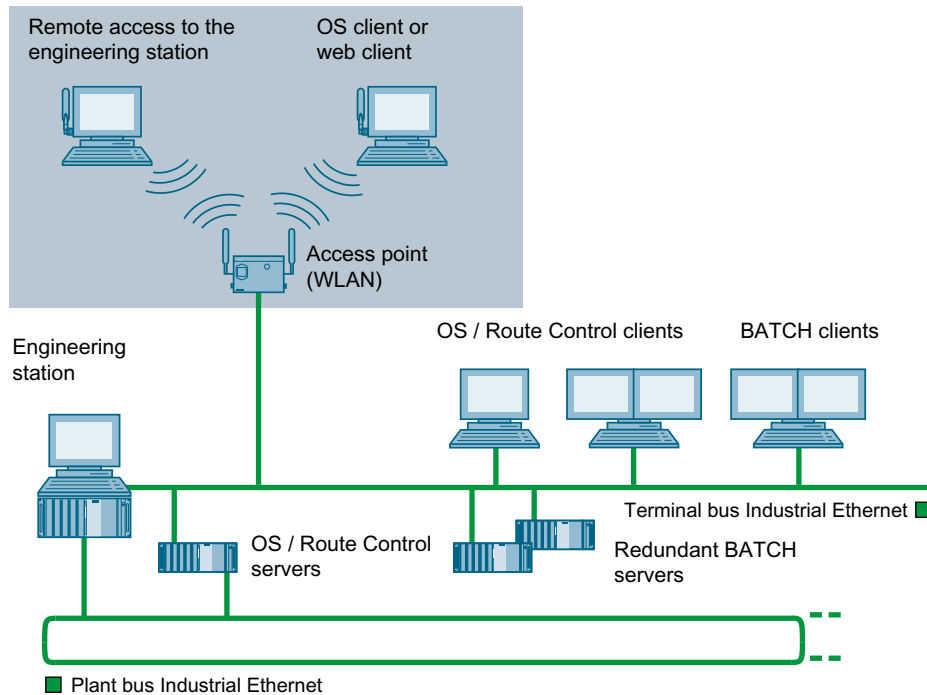 Remote access to the
engineering station
OS client or
web client
Access point
(WLAN)
Engineering
station
OS / Route Control clients
BATCH clients
Terminal bus Industrial Ethernet
OS / Route Control
servers
Redundant BATCH
servers
Plant bus Industrial Ethernet